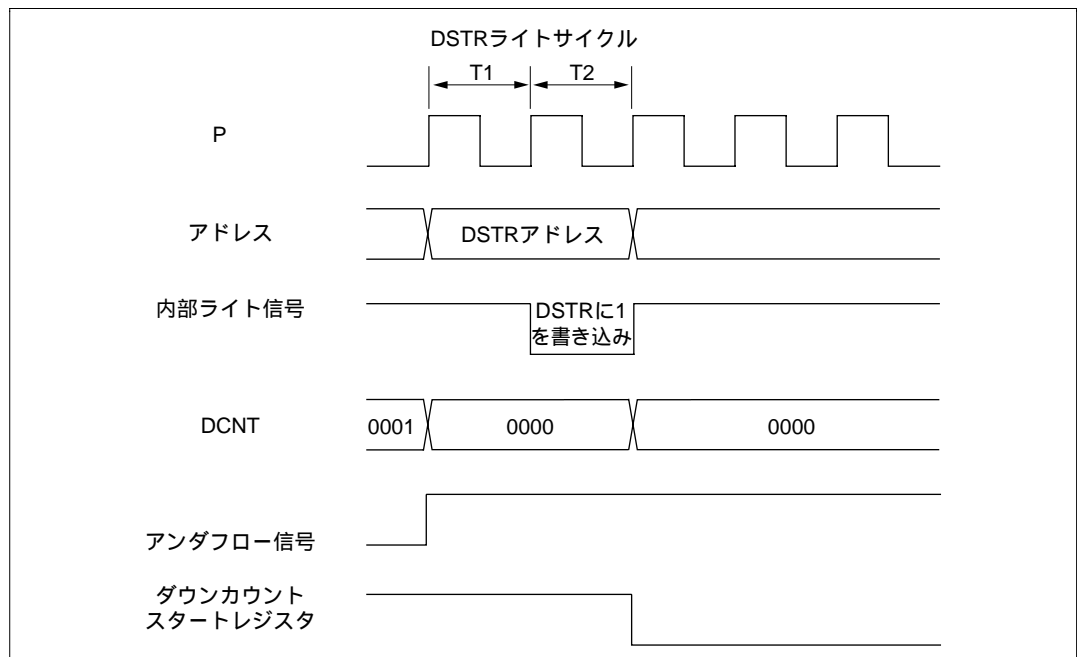 DSTRライトサイクル
T1 T2
P
アドレス DSTRアドレス
内部ライト信号 DSTRに1
を書き込み
DCNT 0001 0000 0000
アンダフロー信号
ダウンカウント
スタートレジスタ